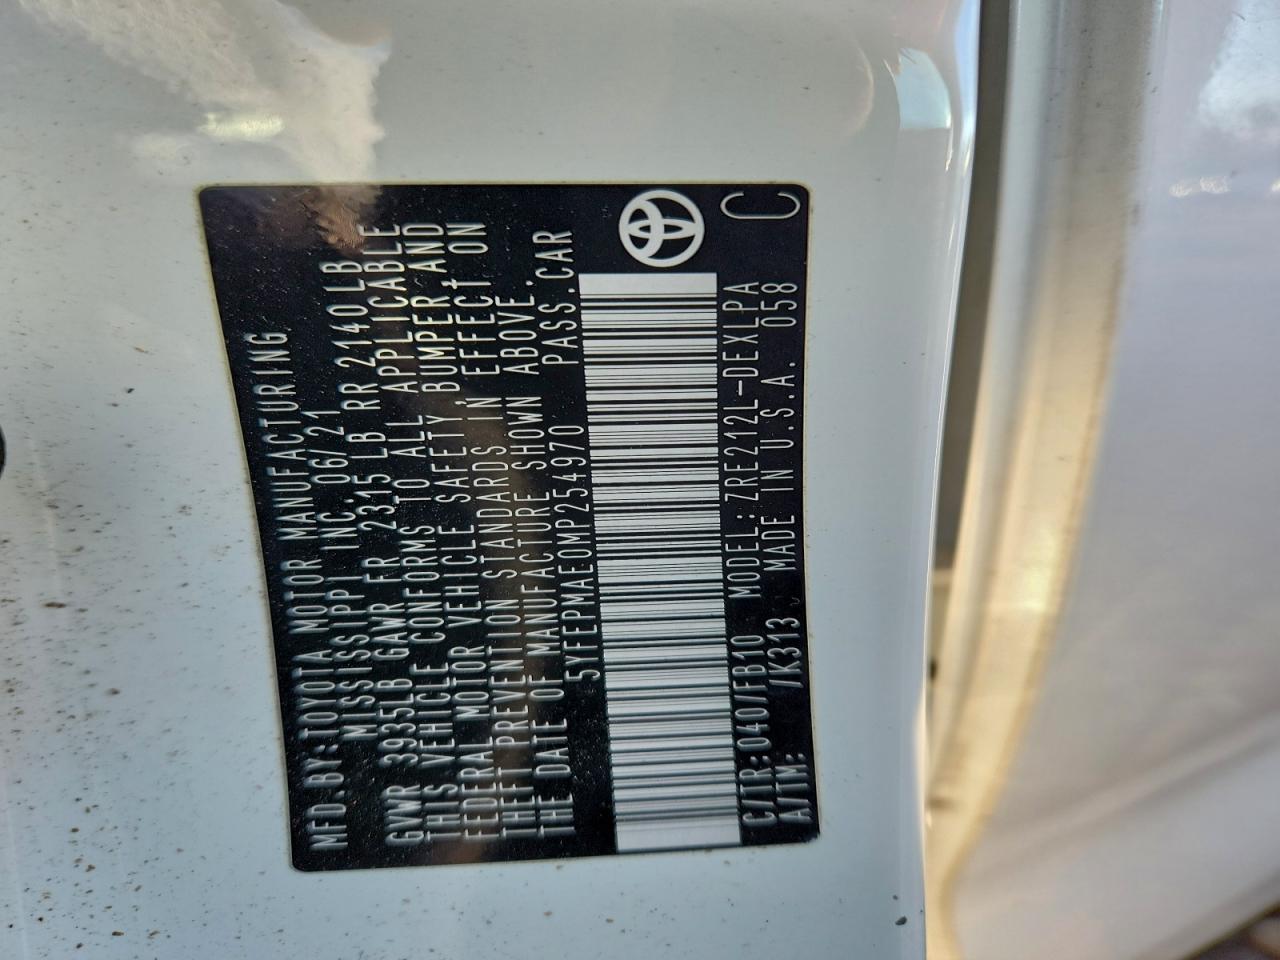 MFD.BY:TOYOTA MOTOR MANUFACTURING
MISSISSIPPI INC. 06/21
GVWR 3935LB GAWR FR 2315LB RR 2140LB
THIS VEHICLE CONFORMS TO ALL APPLICABLE
FEDERAL MOTOR VEHICLE SAFETY,BUMPER,AND
THEFT PREVENTION STANDARDS IN EFFECT ON
THE DATE OF MANUFACTURE SHOWN ABOVE.
5YFEPMAE0MP254970 PASS.CAR
C/TR:040/FB10 MODEL:ZRE212L-DEXLPA
A/TM: /K313 MADE IN U.S.A. 058 C